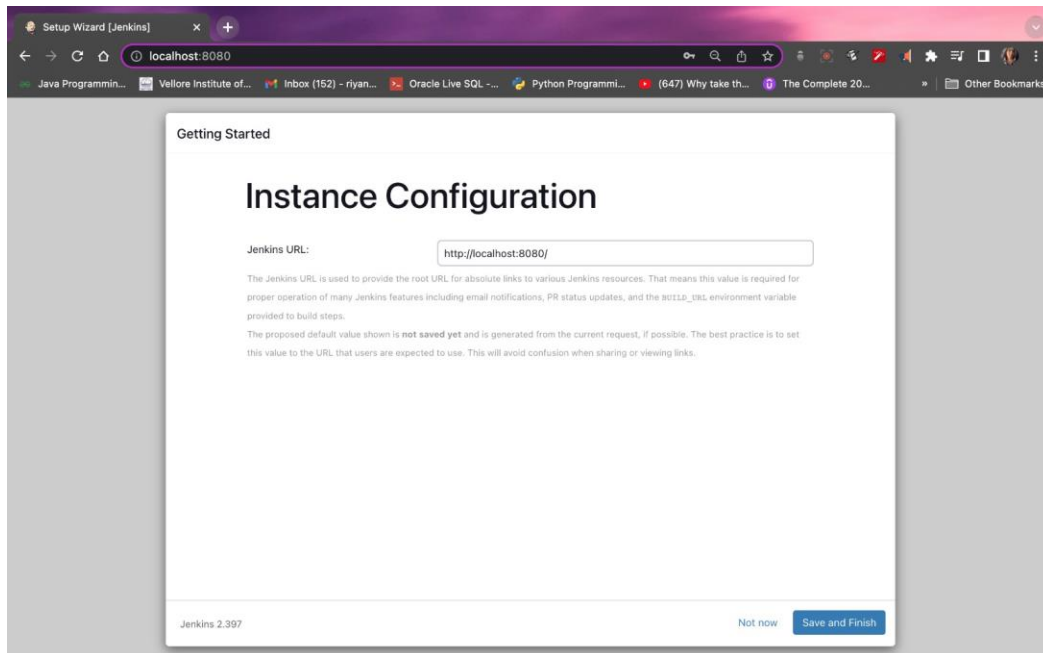 Setup Wizard [Jenkins]
localhost:8080
Java Programmin... Vellore Institute of... Inbox (152) - riyan... Oracle Live SQL -... Python Programmi... (647) Why take th... The Complete 20... » Other Bookmarks
Getting Started
Instance Configuration
Jenkins URL: http://localhost:8080/
The Jenkins URL is used to provide the root URL for absolute links to various Jenkins resources. That means this value is required for
proper operation of many Jenkins features including email notifications, PR status updates, and the BUILD_URL environment variable
provided to build steps.
The proposed default value shown is not saved yet and is generated from the current request, if possible. The best practice is to set
this value to the URL that users are expected to use. This will avoid confusion when sharing or viewing links.
Jenkins 2.397 Not now Save and Finish